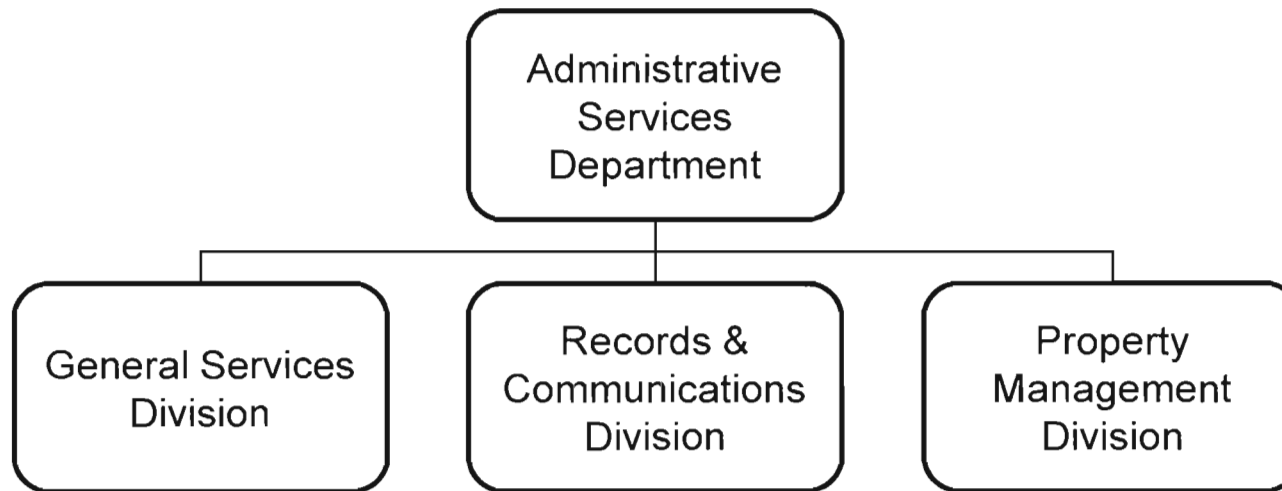 Administrative
Services
Department
General Services
Division
Records &
Communications
Division
Property
Management
Division